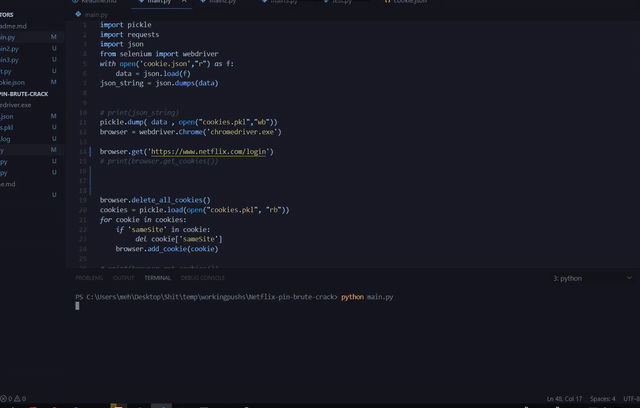 Readme.md
main.py
main2.py
main3.py
test.py
cookie.json
TORS
main.py
adme.md
in.py M
in2.py U
in3.py U
t.py U
okie.json M
PIN-BRUTE-CRACK
driver.exe
.json M
s.pkl U
.log U
y M
py U
py U
e.md
U
1 import pickle
2 import requests
3 import json
4 from selenium import webdriver
5 with open('cookie.json',"r") as f:
6 data = json.load(f)
7 json_string = json.dumps(data)
8
9
10 # print(json_string)
11 pickle.dump( data , open("cookies.pkl","wb"))
12 browser = webdriver.Chrome('chromedriver.exe')
13
14 browser.get('https://www.netflix.com/login')
15 # print(browser.get_cookies())
16
17
18
19 browser.delete_all_cookies()
20 cookies = pickle.load(open("cookies.pkl", "rb"))
21 for cookie in cookies:
22 if 'sameSite' in cookie:
23 del cookie['sameSite']
24 browser.add_cookie(cookie)
25
26 # print(browser.get_cookies())
PROBLEMS OUTPUT TERMINAL DEBUG CONSOLE 3: python
PS C:\Users\meh\Desktop\Shit\temp\workingpushs\Netflix-pin-brute-crack> python main.py
0 0 Ln 48, Col 17 Spaces: 4 UTF-8